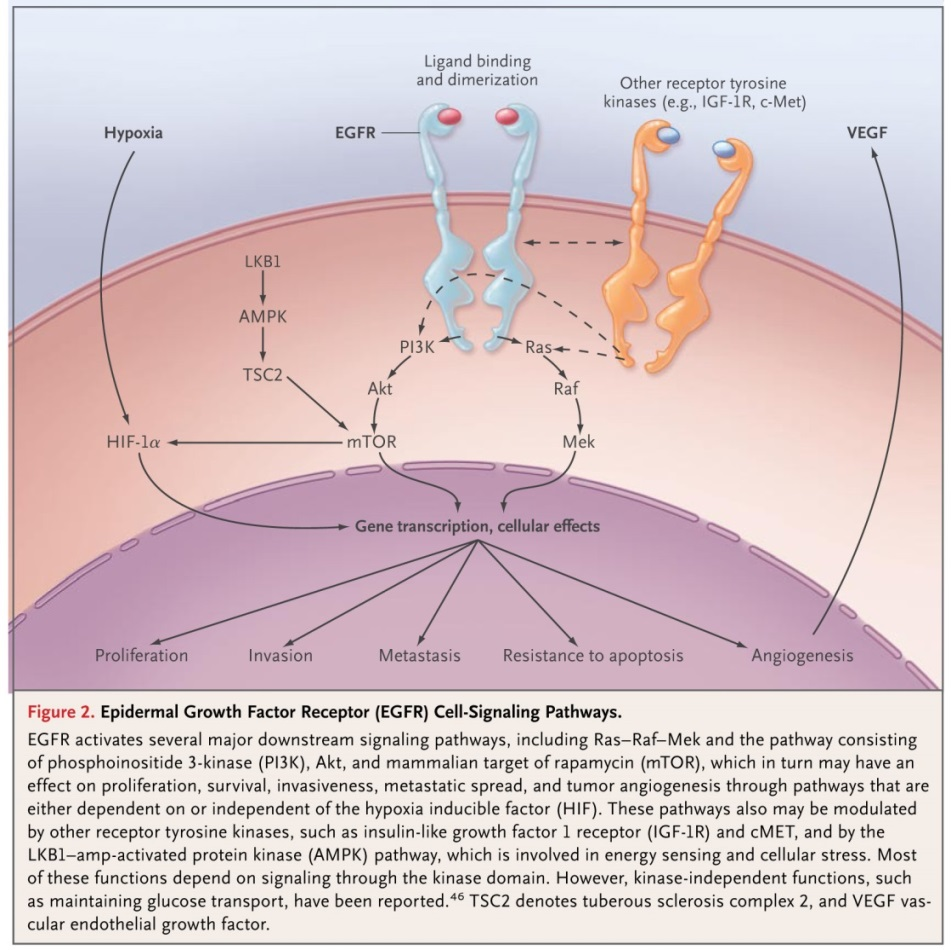 Ligand binding
and dimerization
Other receptor tyrosine
kinases (e.g., IGF-1R, c-Met)
Hypoxia
EGFR
VEGF
LKB1
AMPK
TSC2
PI3K
Ras
Akt
Raf
HIF-1α
mTOR
Mek
Gene transcription, cellular effects
Proliferation
Invasion
Metastasis
Resistance to apoptosis
Angiogenesis
Figure 2. Epidermal Growth Factor Receptor (EGFR) Cell-Signaling Pathways.
EGFR activates several major downstream signaling pathways, including Ras–Raf–Mek and the pathway consisting
of phosphoinositide 3-kinase (PI3K), Akt, and mammalian target of rapamycin (mTOR), which in turn may have an
effect on proliferation, survival, invasiveness, metastatic spread, and tumor angiogenesis through pathways that are
either dependent on or independent of the hypoxia inducible factor (HIF). These pathways also may be modulated
by other receptor tyrosine kinases, such as insulin-like growth factor 1 receptor (IGF-1R) and cMET, and by the
LKB1–amp-activated protein kinase (AMPK) pathway, which is involved in energy sensing and cellular stress. Most
of these functions depend on signaling through the kinase domain. However, kinase-independent functions, such
as maintaining glucose transport, have been reported.⁴⁶ TSC2 denotes tuberous sclerosis complex 2, and VEGF vas-
cular endothelial growth factor.